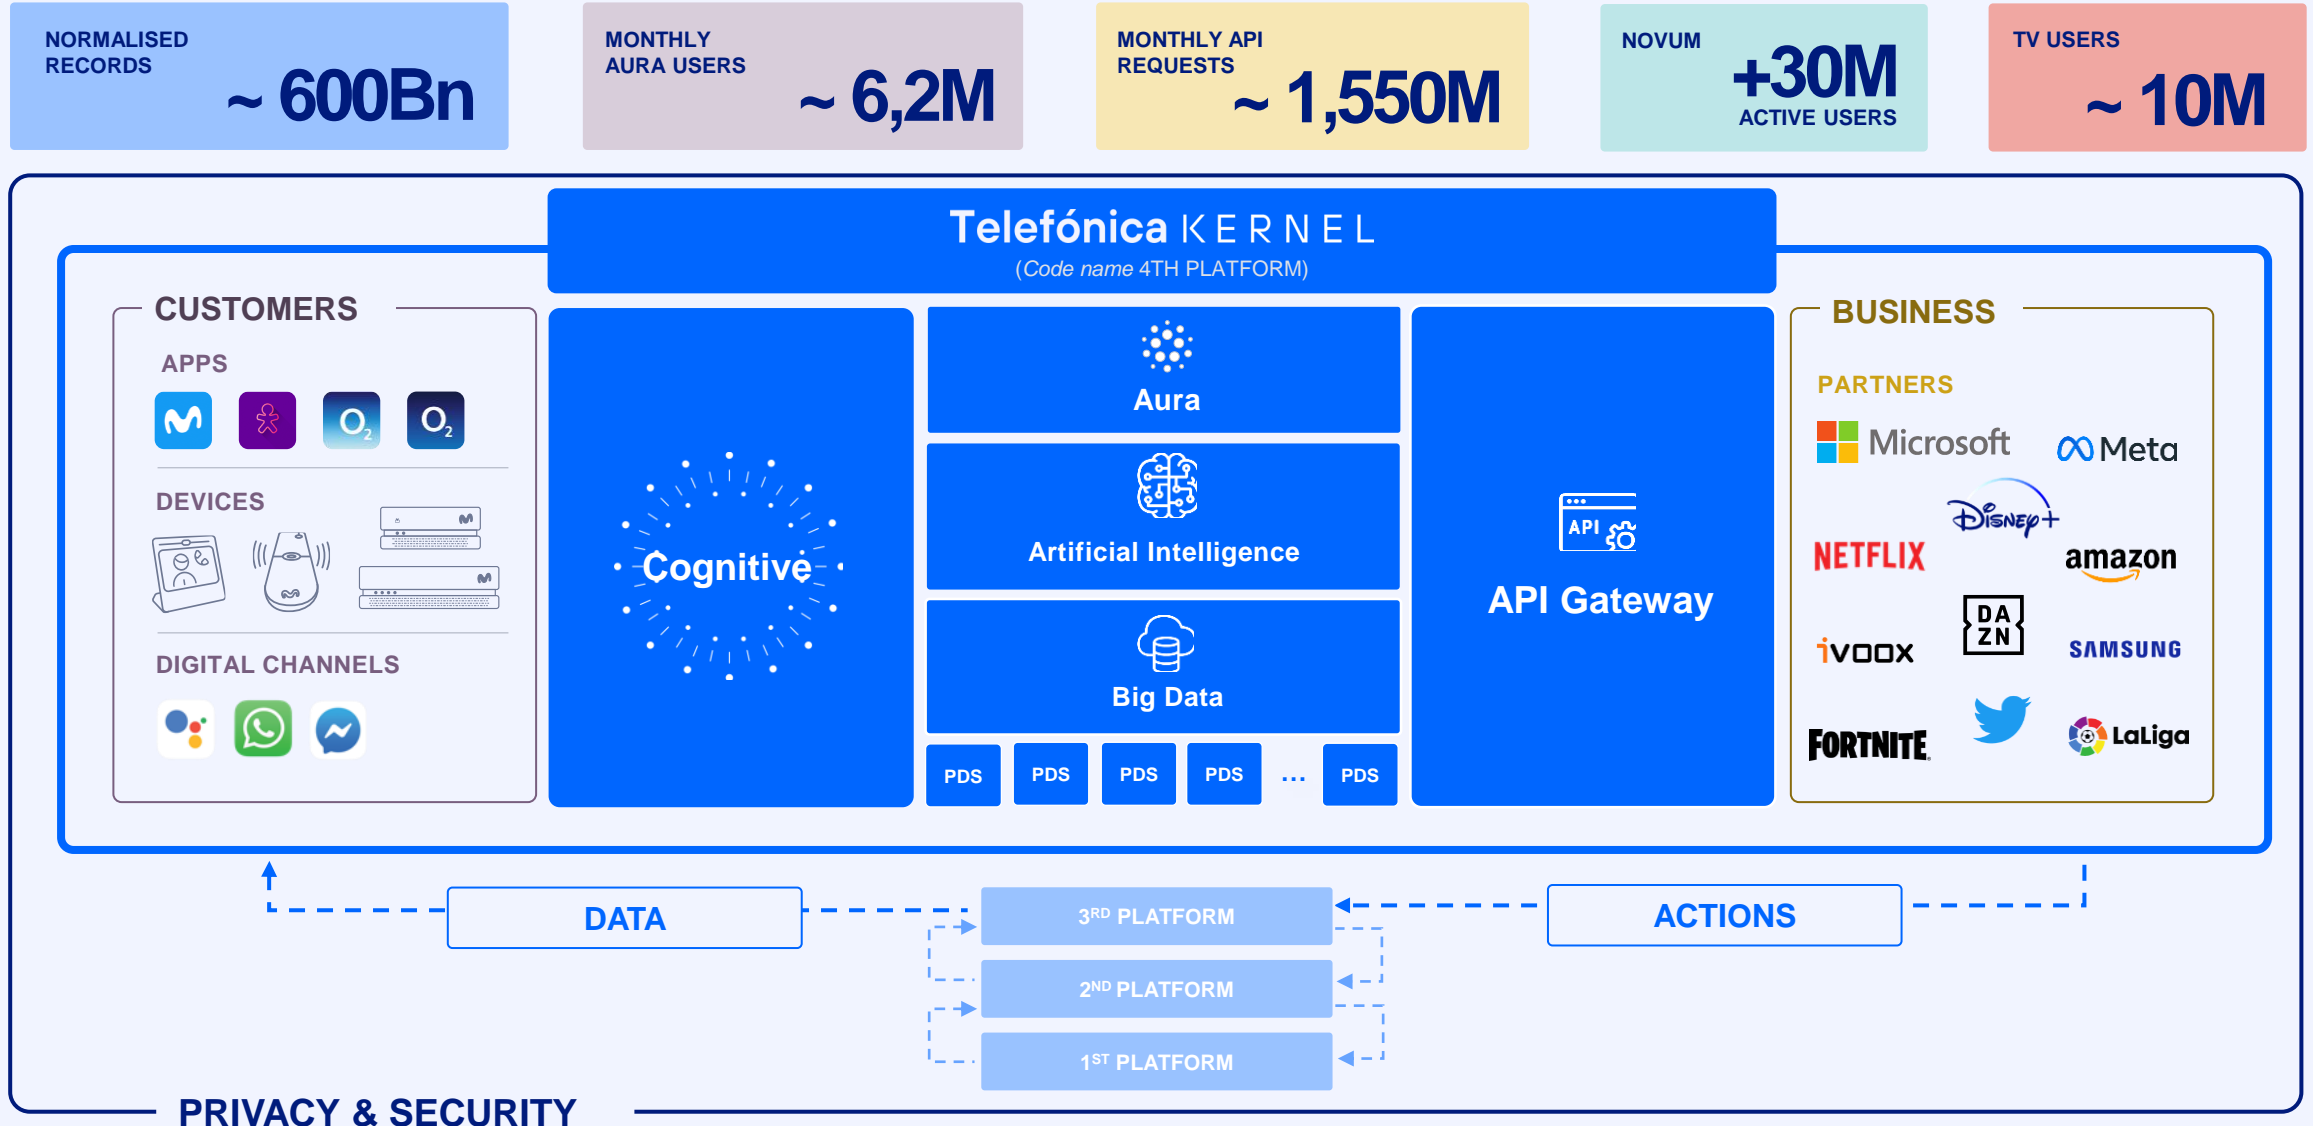 NORMALISED
RECORDS
~ 600Bn
MONTHLY
AURA USERS
~ 6,2M
MONTHLY API
REQUESTS
~ 1,550M
NOVUM
+30M
ACTIVE USERS
TV USERS
~ 10M
Telefónica KERNEL
(Code name 4TH PLATFORM)
CUSTOMERS
APPS
O2
O2
DEVICES
DIGITAL CHANNELS
Cognitive
Aura
Artificial Intelligence
Big Data
PDS
PDS
PDS
PDS
...
PDS
API
API Gateway
BUSINESS
PARTNERS
Microsoft
Meta
Disney+
NETFLIX
amazon
DA
ZN
ivoox
SAMSUNG
FORTNITE
LaLiga
DATA
3RD PLATFORM
ACTIONS
2ND PLATFORM
1ST PLATFORM
PRIVACY & SECURITY